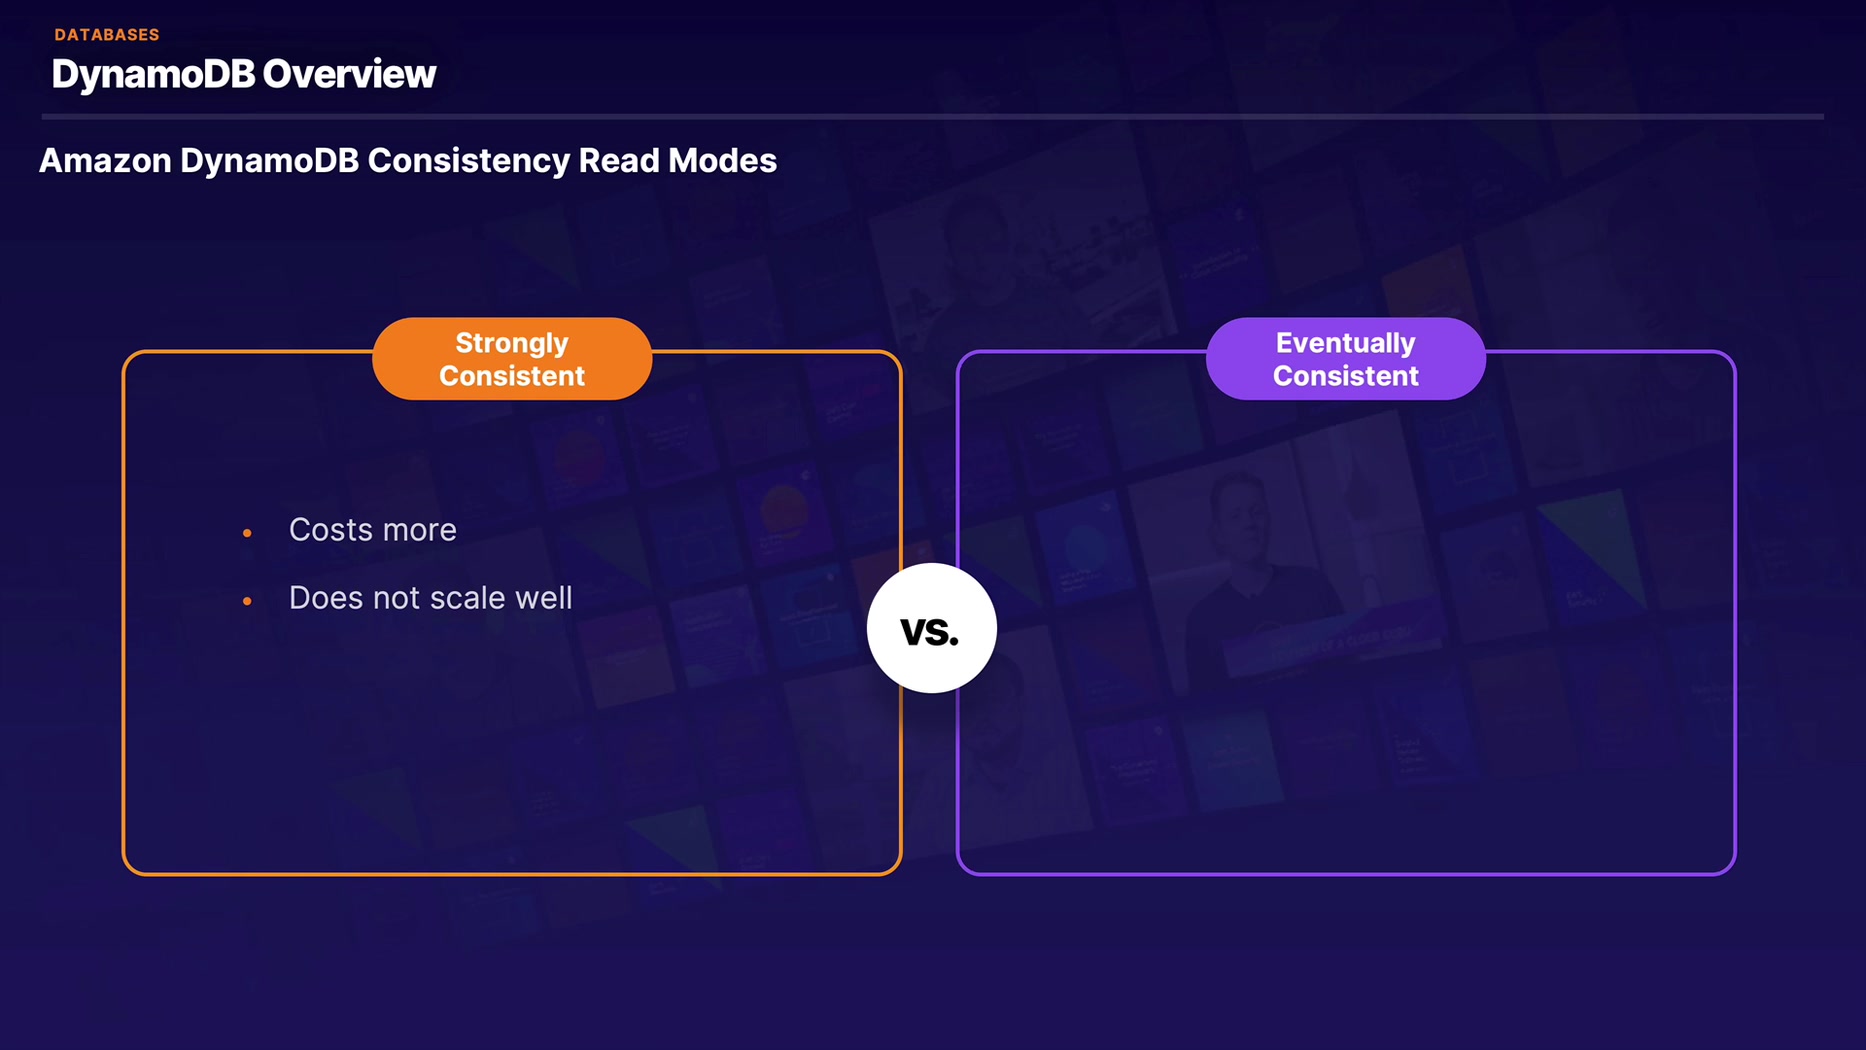 DATABASES
DynamoDB Overview
Amazon DynamoDB Consistency Read Modes
Strongly
Consistent
• Costs more
• Does not scale well
vs.
Eventually
Consistent